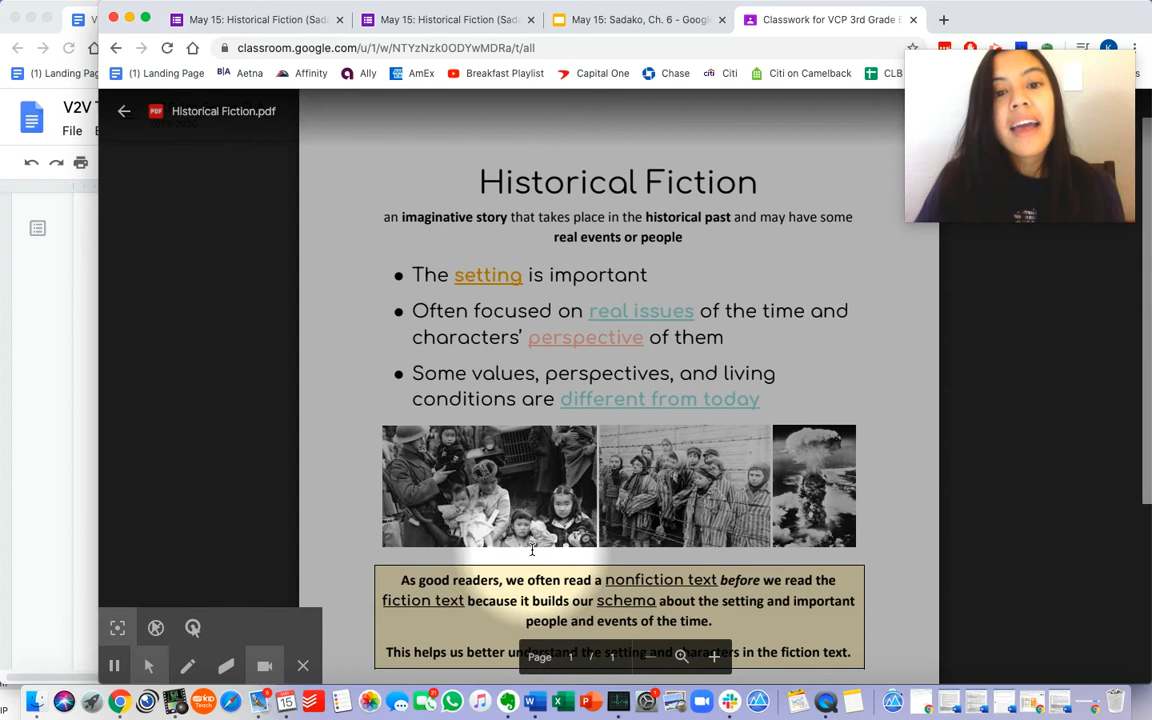 May 15: Historical Fiction (Sad
May 15: Historical Fiction (Sad
May 15: Sadako, Ch. 6 - Goog
Classwork for VCP 3rd Grade E
classroom.google.com/u/1/w/NTYzNzk0ODYwMDRa/t/all
(1) Landing Pag
(1) Landing Page
Aetna
Affinity
Ally
AmEx
Breakfast Playlist
Capital One
Chase
Citi
Citi on Camelback
CLB
V2V T
File
Historical Fiction.pdf
Historical Fiction
an imaginative story that takes place in the historical past and may have some
real events or people
● The setting is important
● Often focused on real issues of the time and
characters’ perspective of them
● Some values, perspectives, and living
conditions are different from today
As good readers, we often read a nonfiction text before we read the
fiction text because it builds our schema about the setting and important
people and events of the time.
This helps us better understand the setting and characters in the fiction text.
Page 1 / 1